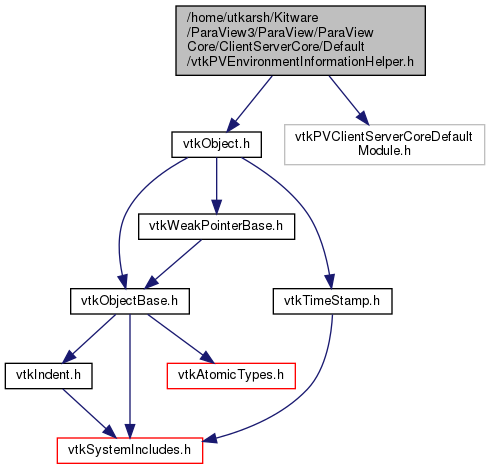 /home/utkarsh/Kitware
/ParaView3/ParaView/ParaView
Core/ClientServerCore/Default
/vtkPVEnvironmentInformationHelper.h
vtkObject.h
vtkPVClientServerCoreDefault
Module.h
vtkWeakPointerBase.h
vtkObjectBase.h
vtkTimeStamp.h
vtkIndent.h
vtkAtomicTypes.h
vtkSystemIncludes.h